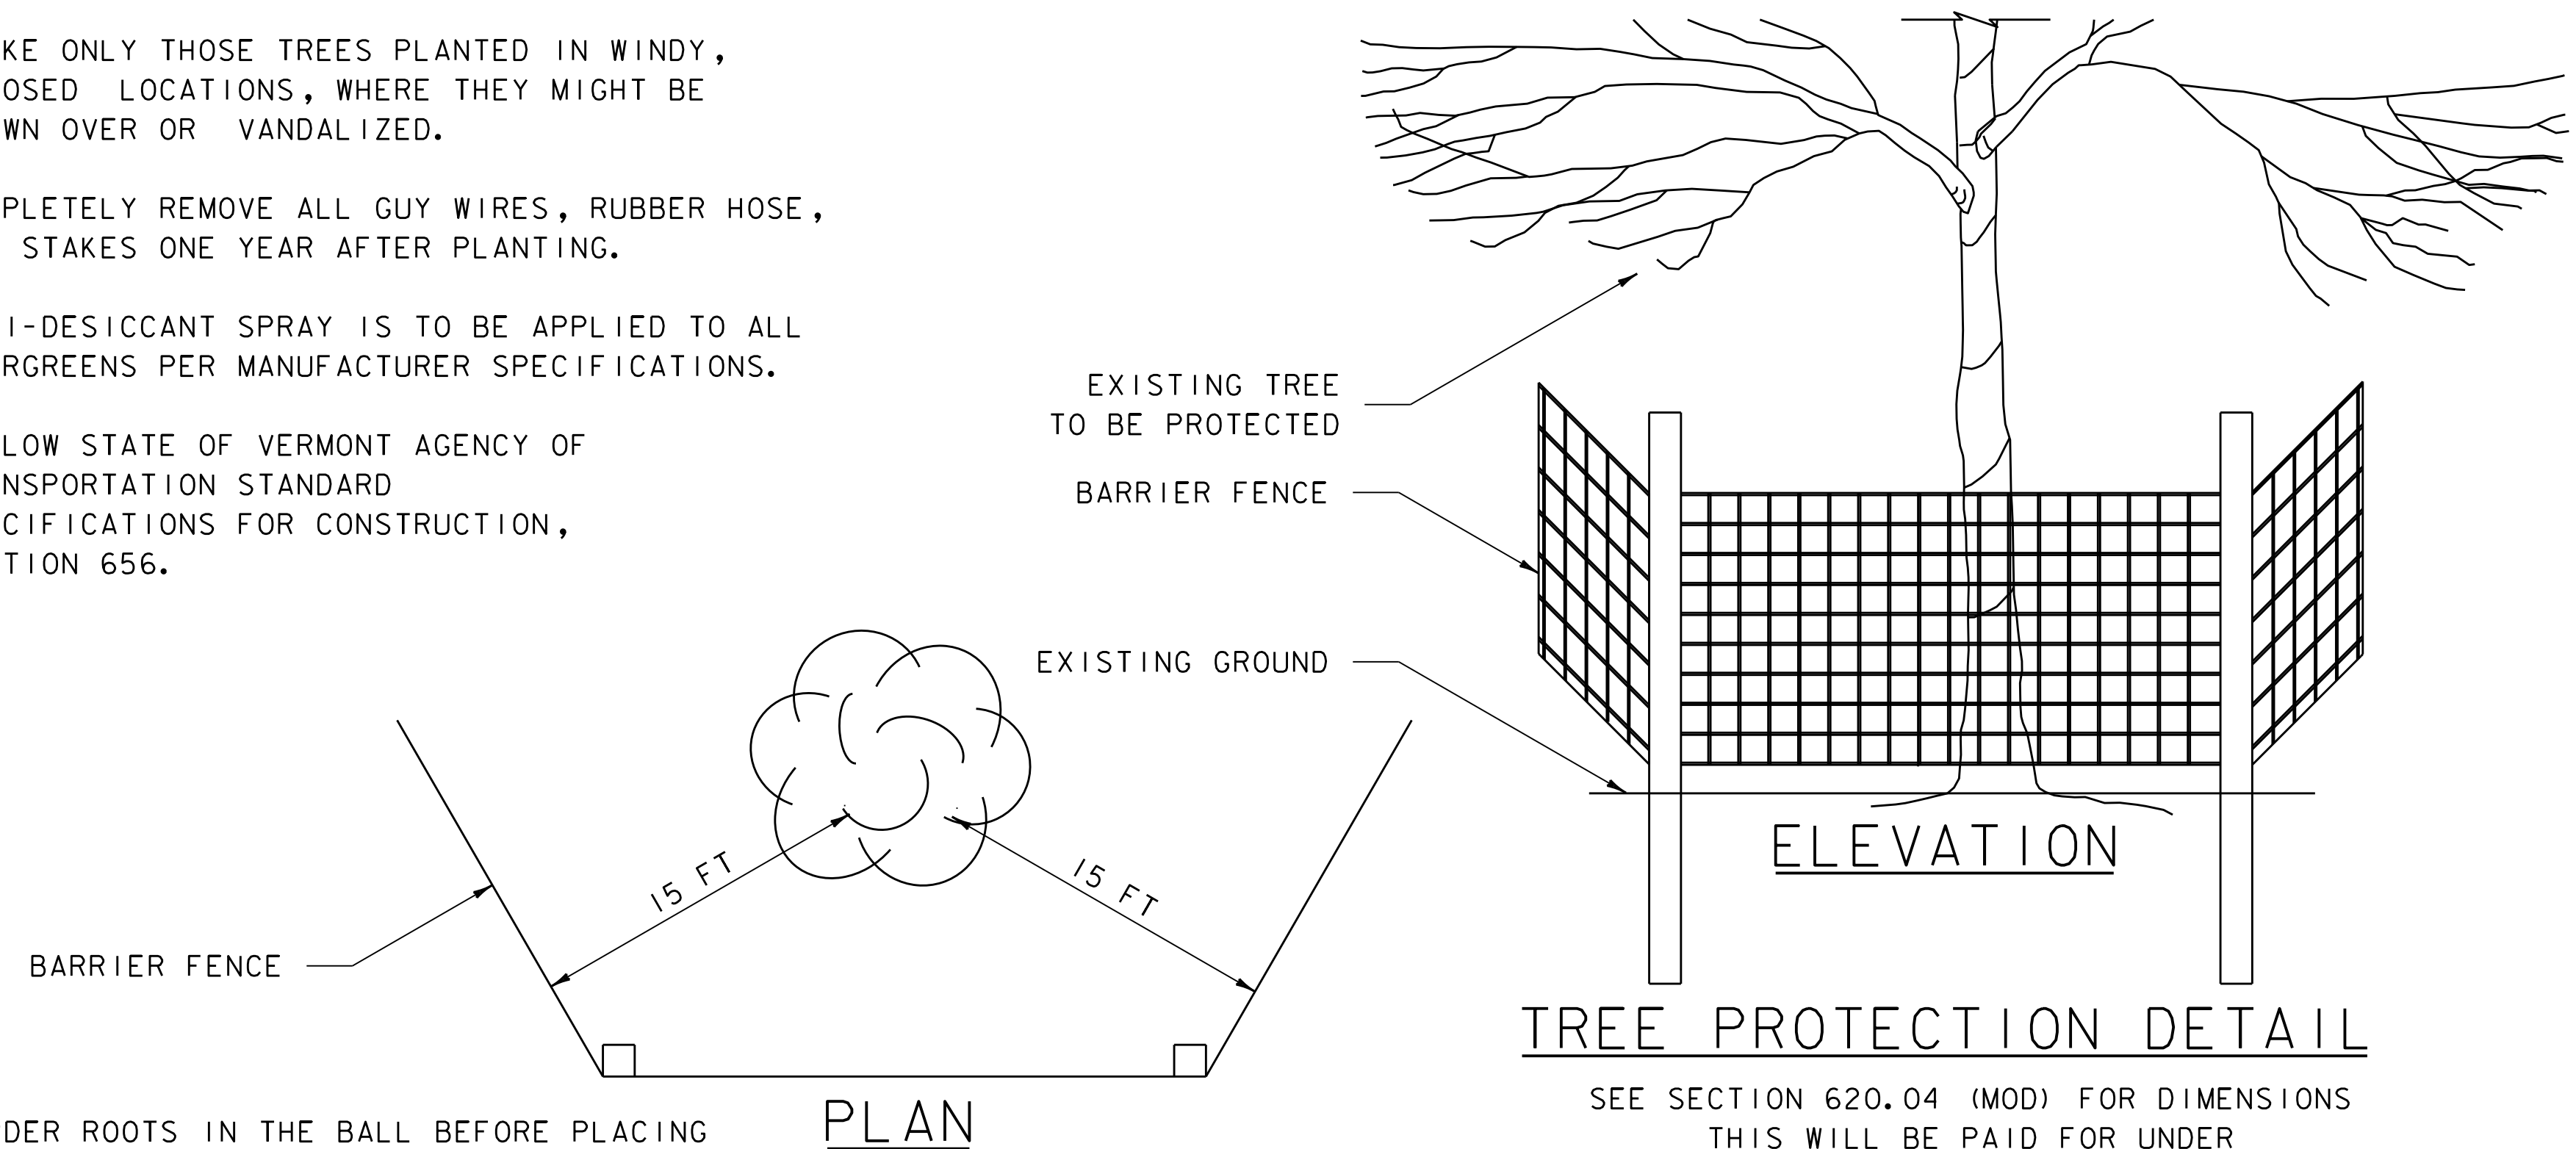 KE ONLY THOSE TREES PLANTED IN WINDY,
OSED LOCATIONS, WHERE THEY MIGHT BE
WN OVER OR VANDALIZED.
PLETELY REMOVE ALL GUY WIRES, RUBBER HOSE,
STAKES ONE YEAR AFTER PLANTING.
I-DESICCANT SPRAY IS TO BE APPLIED TO ALL
RGREENS PER MANUFACTURER SPECIFICATIONS.
LOW STATE OF VERMONT AGENCY OF
NSPORTATION STANDARD
CIFICATIONS FOR CONSTRUCTION,
TION 656.
EXISTING TREE
TO BE PROTECTED
BARRIER FENCE
EXISTING GROUND
ELEVATION
15 FT
15 FT
BARRIER FENCE
PLAN
DER ROOTS IN THE BALL BEFORE PLACING
TREE PROTECTION DETAIL
SEE SECTION 620.04 (MOD) FOR DIMENSIONS
THIS WILL BE PAID FOR UNDER